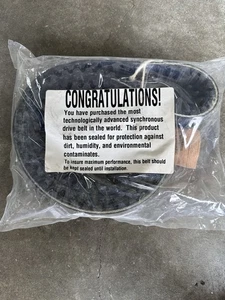 CONGRATULATIONS!
You have purchased the most
technologically advanced synchronous
drive belt in the world. This product
has been sealed for protection against
dirt, humidity, and environmental
contaminates.
To insure maximum performance, this belt should
be kept sealed until installation.